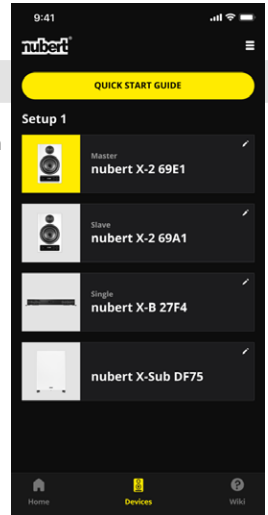 9:41
nubert
QUICK START GUIDE
Setup 1
Master
nubert X-2 69E1
Slave
nubert X-2 69A1
Single
nubert X-B 27F4
nubert X-Sub DF75
Home
Devices
Wiki